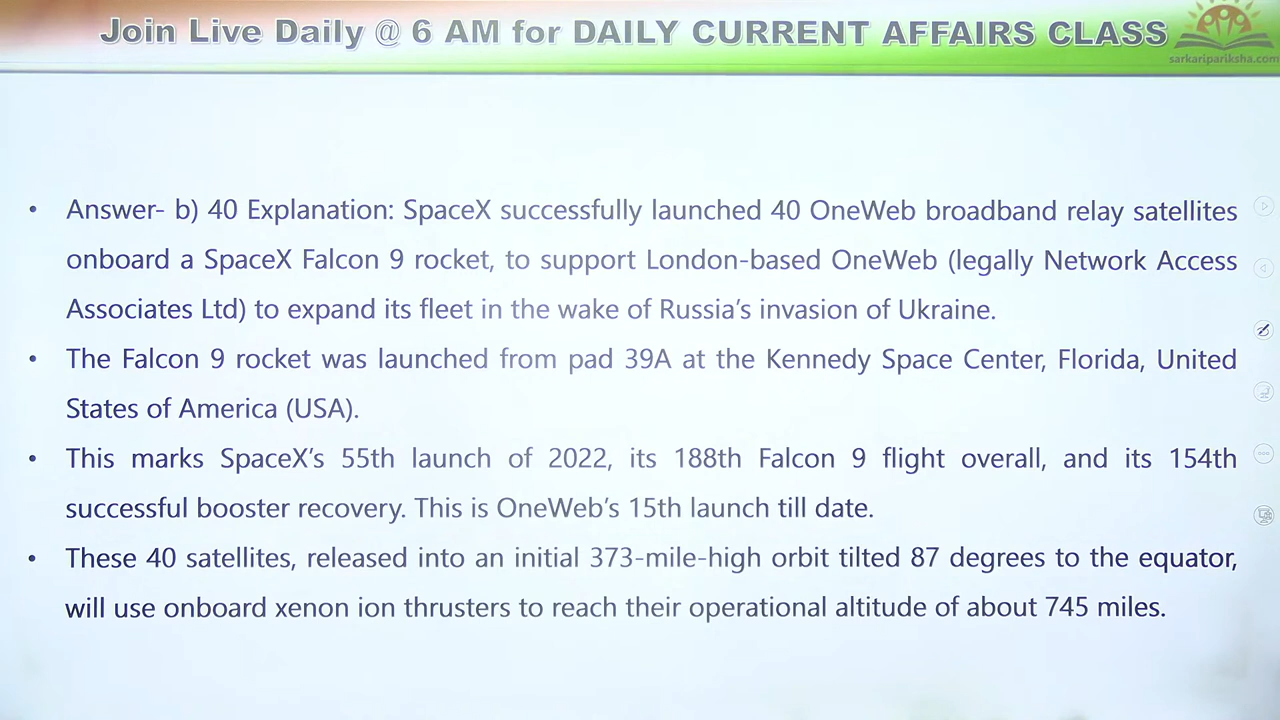 Join Live Daily @ 6 AM for DAILY CURRENT AFFAIRS CLASS
sarkaripariksha.com
• Answer- b) 40 Explanation: SpaceX successfully launched 40 OneWeb broadband relay satellites
onboard a SpaceX Falcon 9 rocket, to support London-based OneWeb (legally Network Access
Associates Ltd) to expand its fleet in the wake of Russia’s invasion of Ukraine.
• The Falcon 9 rocket was launched from pad 39A at the Kennedy Space Center, Florida, United
States of America (USA).
• This marks SpaceX’s 55th launch of 2022, its 188th Falcon 9 flight overall, and its 154th
successful booster recovery. This is OneWeb’s 15th launch till date.
• These 40 satellites, released into an initial 373-mile-high orbit tilted 87 degrees to the equator,
will use onboard xenon ion thrusters to reach their operational altitude of about 745 miles.